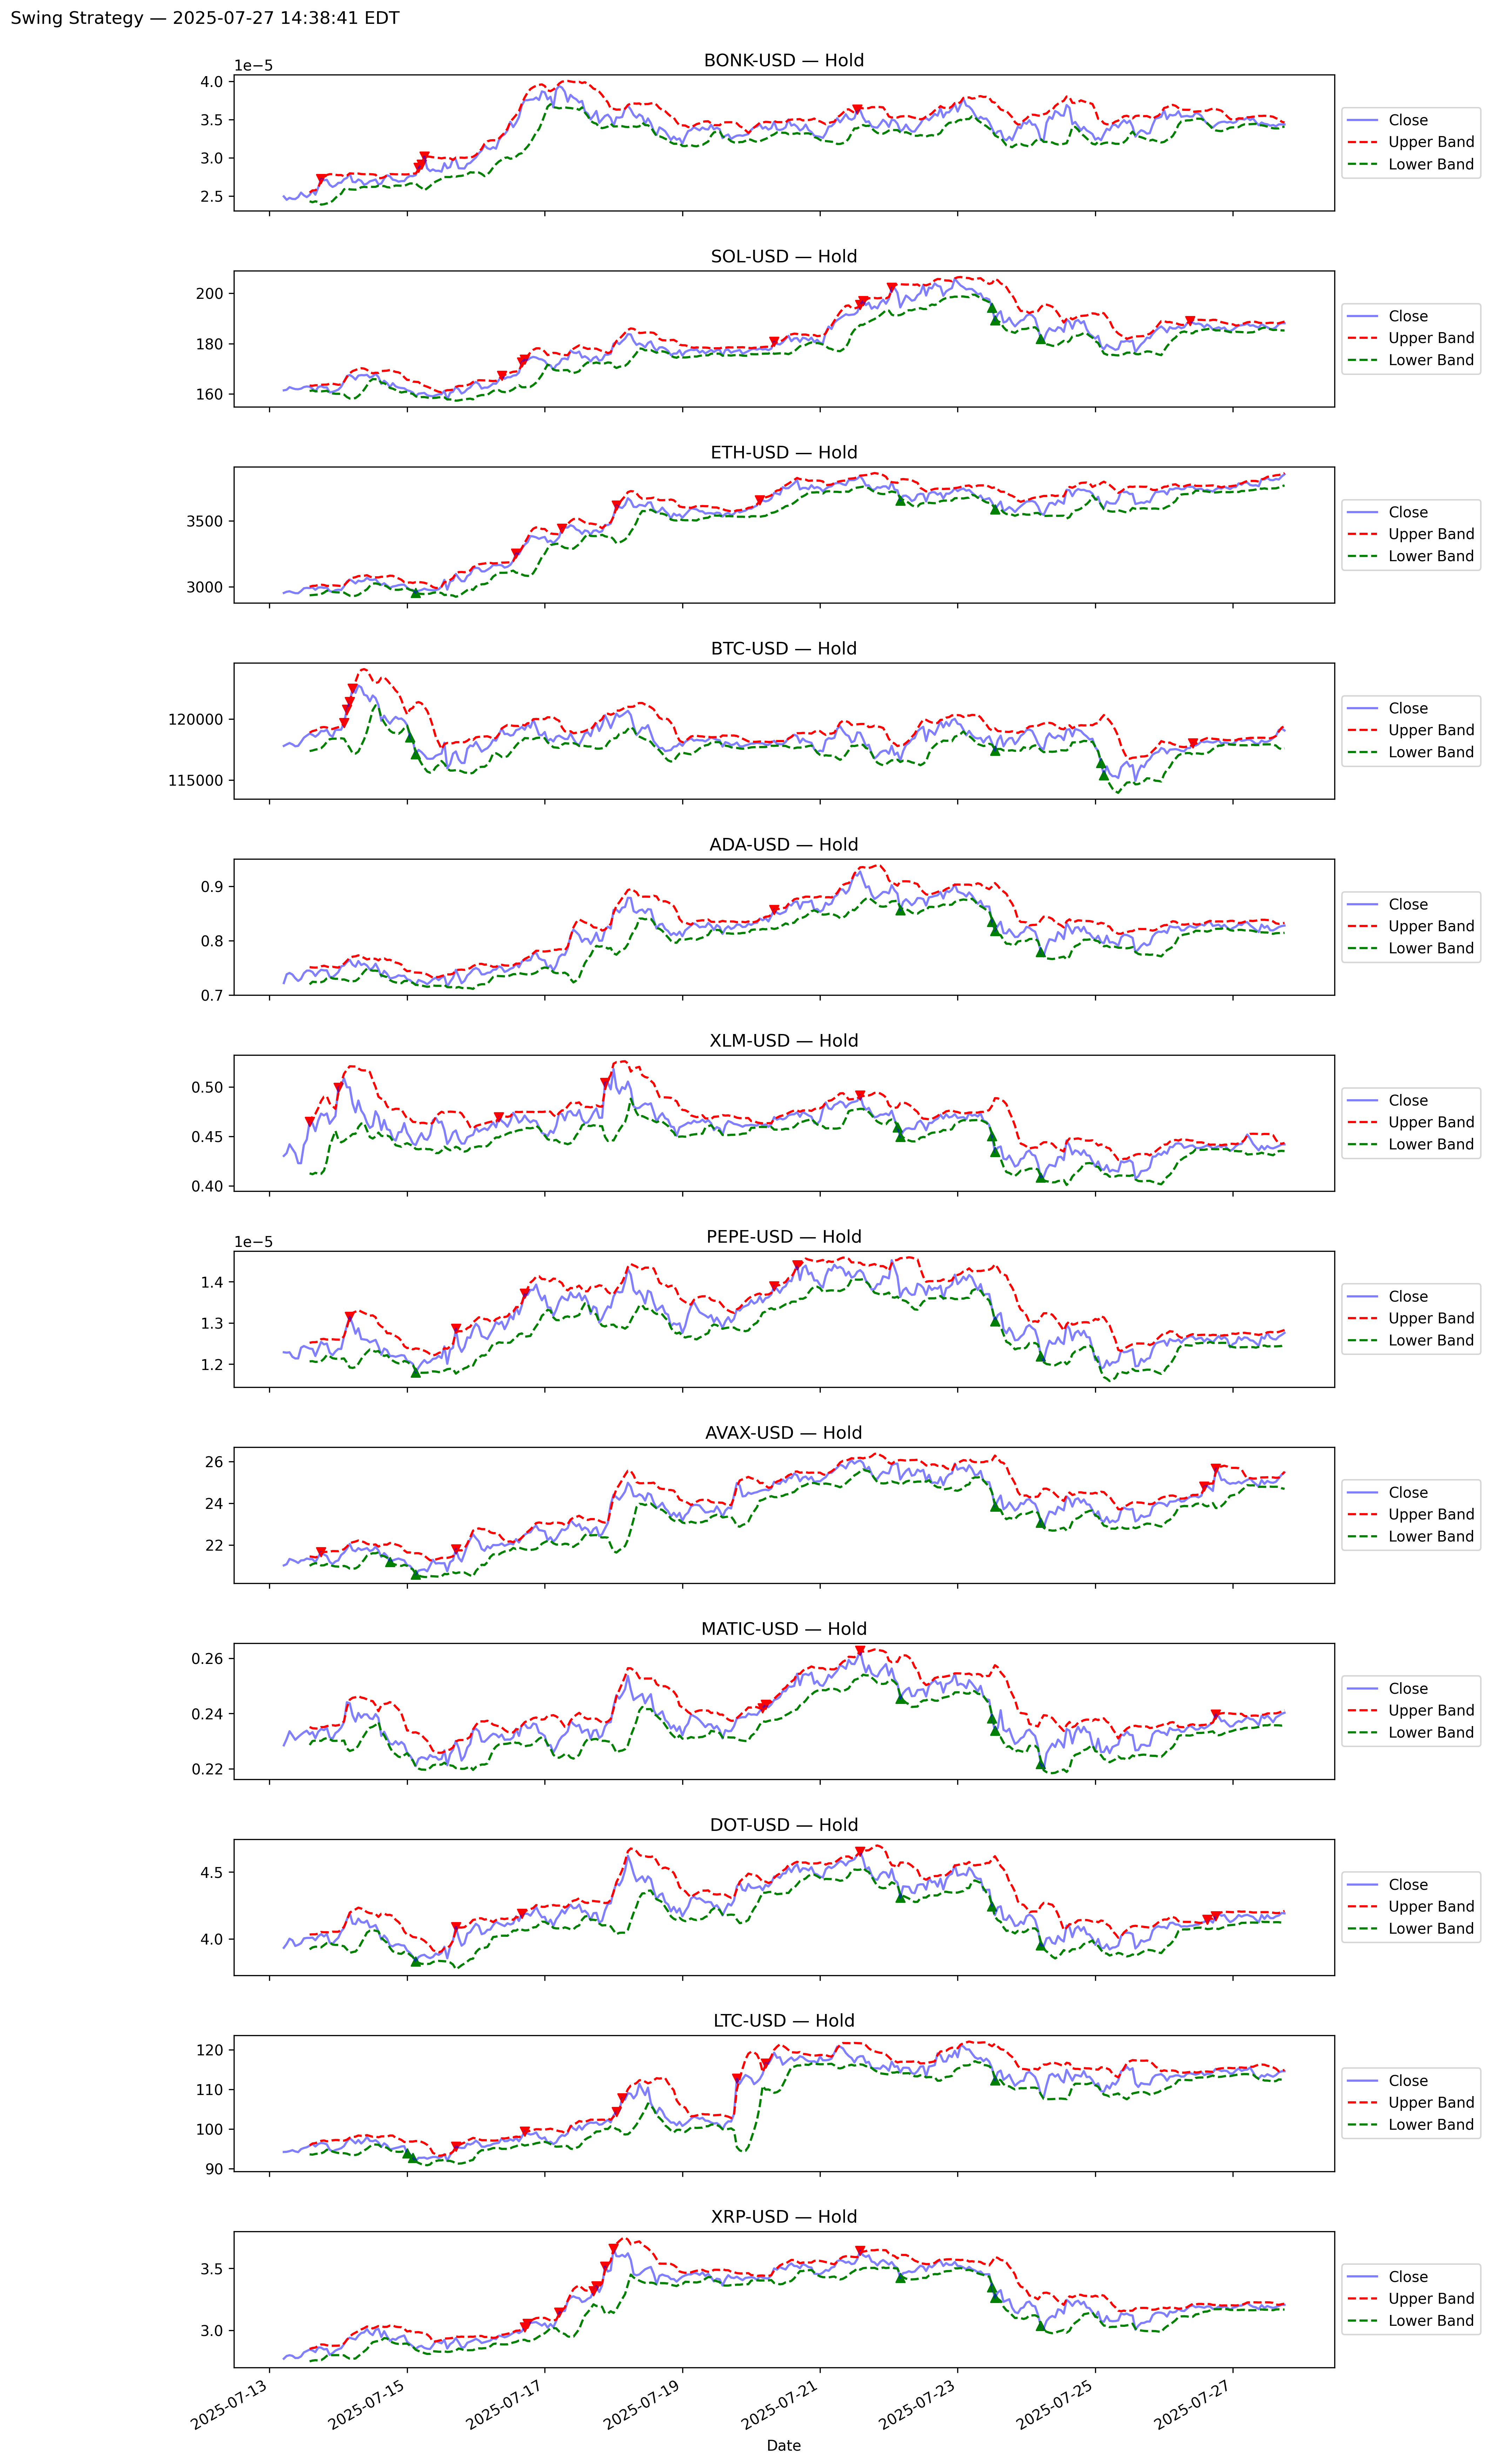 Swing Strategy — 2025-07-27 14:38:41 EDT
BONK-USD — Hold
1e−5
4.0
3.5
3.0
2.5
Close
Upper Band
Lower Band
SOL-USD — Hold
200
180
160
Close
Upper Band
Lower Band
ETH-USD — Hold
3500
3000
Close
Upper Band
Lower Band
BTC-USD — Hold
120000
115000
Close
Upper Band
Lower Band
ADA-USD — Hold
0.9
0.8
0.7
Close
Upper Band
Lower Band
XLM-USD — Hold
0.50
0.45
0.40
Close
Upper Band
Lower Band
PEPE-USD — Hold
1e−5
1.4
1.3
1.2
Close
Upper Band
Lower Band
AVAX-USD — Hold
26
24
22
Close
Upper Band
Lower Band
MATIC-USD — Hold
0.26
0.24
0.22
Close
Upper Band
Lower Band
DOT-USD — Hold
4.5
4.0
Close
Upper Band
Lower Band
LTC-USD — Hold
120
110
100
90
Close
Upper Band
Lower Band
XRP-USD — Hold
3.5
3.0
Close
Upper Band
Lower Band
2025-07-13
2025-07-15
2025-07-17
2025-07-19
2025-07-21
2025-07-23
2025-07-25
2025-07-27
Date